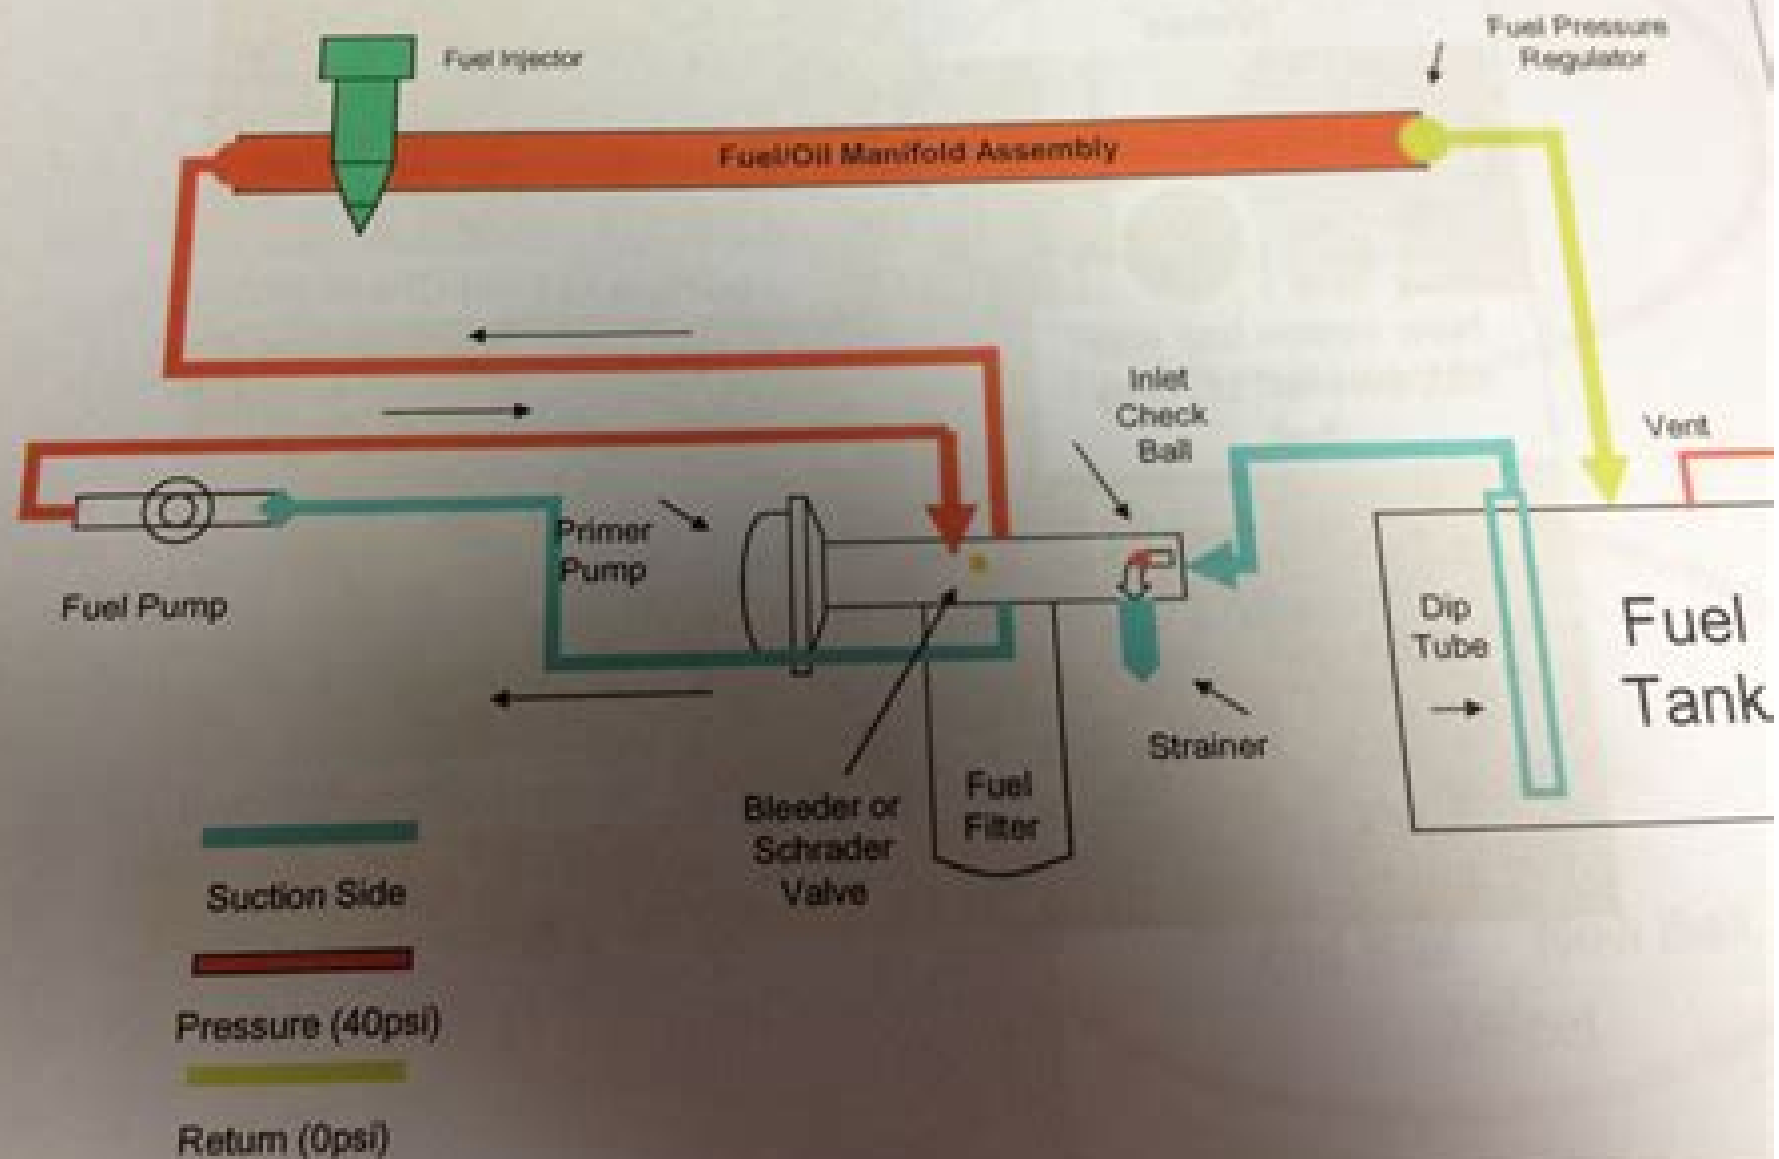 Fuel Injector
Fuel Pressure
Regulator
Fuel/Oil Manifold Assembly
Inlet
Check
Ball
Vent
Primer
Pump
Fuel Pump
Dip
Tube
Fuel
Tank
Strainer
Bleeder or
Schrader
Valve
Fuel
Filter
Suction Side
Pressure (40psi)
Return (0psi)